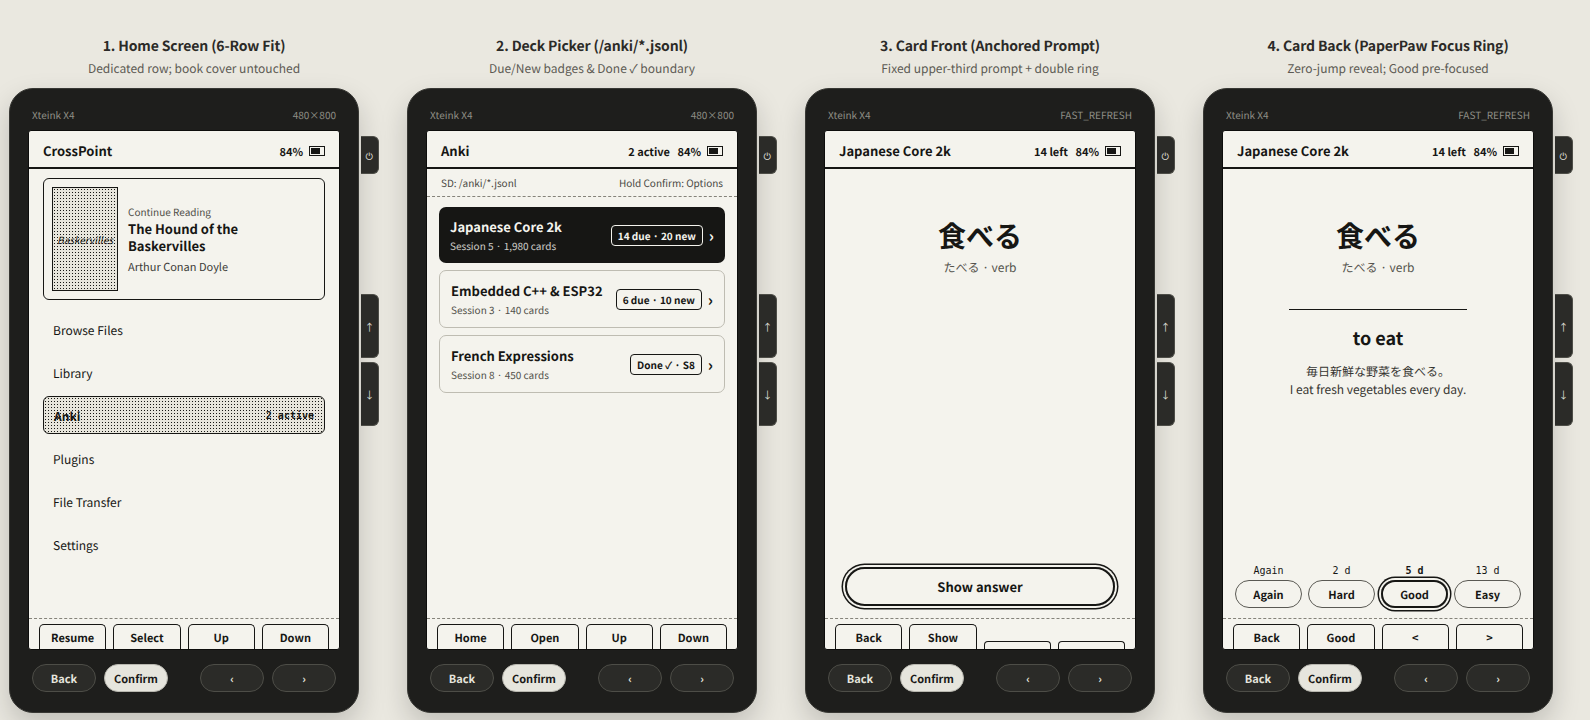 1. Home Screen (6-Row Fit)
Dedicated row; book cover untouched
Xteink X4
480×800
CrossPoint
84%
Baskervilles
Continue Reading
The Hound of the
Baskervilles
Arthur Conan Doyle
Browse Files
Library
Anki
2 active
Plugins
File Transfer
Settings
Resume
Select
Up
Down
Back
Confirm
‹
›
↑
↓
2. Deck Picker (/anki/*.jsonl)
Due/New badges & Done ✓ boundary
Xteink X4
480×800
Anki
2 active 84%
SD: /anki/*.jsonl
Hold Confirm: Options
Japanese Core 2k
Session 5 · 1,980 cards
14 due · 20 new ›
Embedded C++ & ESP32
Session 3 · 140 cards
6 due · 10 new ›
French Expressions
Session 8 · 450 cards
Done ✓ · S8 ›
Home
Open
Up
Down
Back
Confirm
‹
›
↑
↓
3. Card Front (Anchored Prompt)
Fixed upper-third prompt + double ring
Xteink X4
FAST_REFRESH
Japanese Core 2k
14 left 84%
食べる
たべる · verb
Show answer
Back
Show
Back
Confirm
‹
›
↑
↓
4. Card Back (PaperPaw Focus Ring)
Zero-jump reveal; Good pre-focused
Xteink X4
FAST_REFRESH
Japanese Core 2k
14 left 84%
食べる
たべる · verb
to eat
毎日新鮮な野菜を食べる。
I eat fresh vegetables every day.
Again
2 d
5 d
13 d
Again
Hard
Good
Easy
Back
Good
<
>
Back
Confirm
‹
›
↑
↓